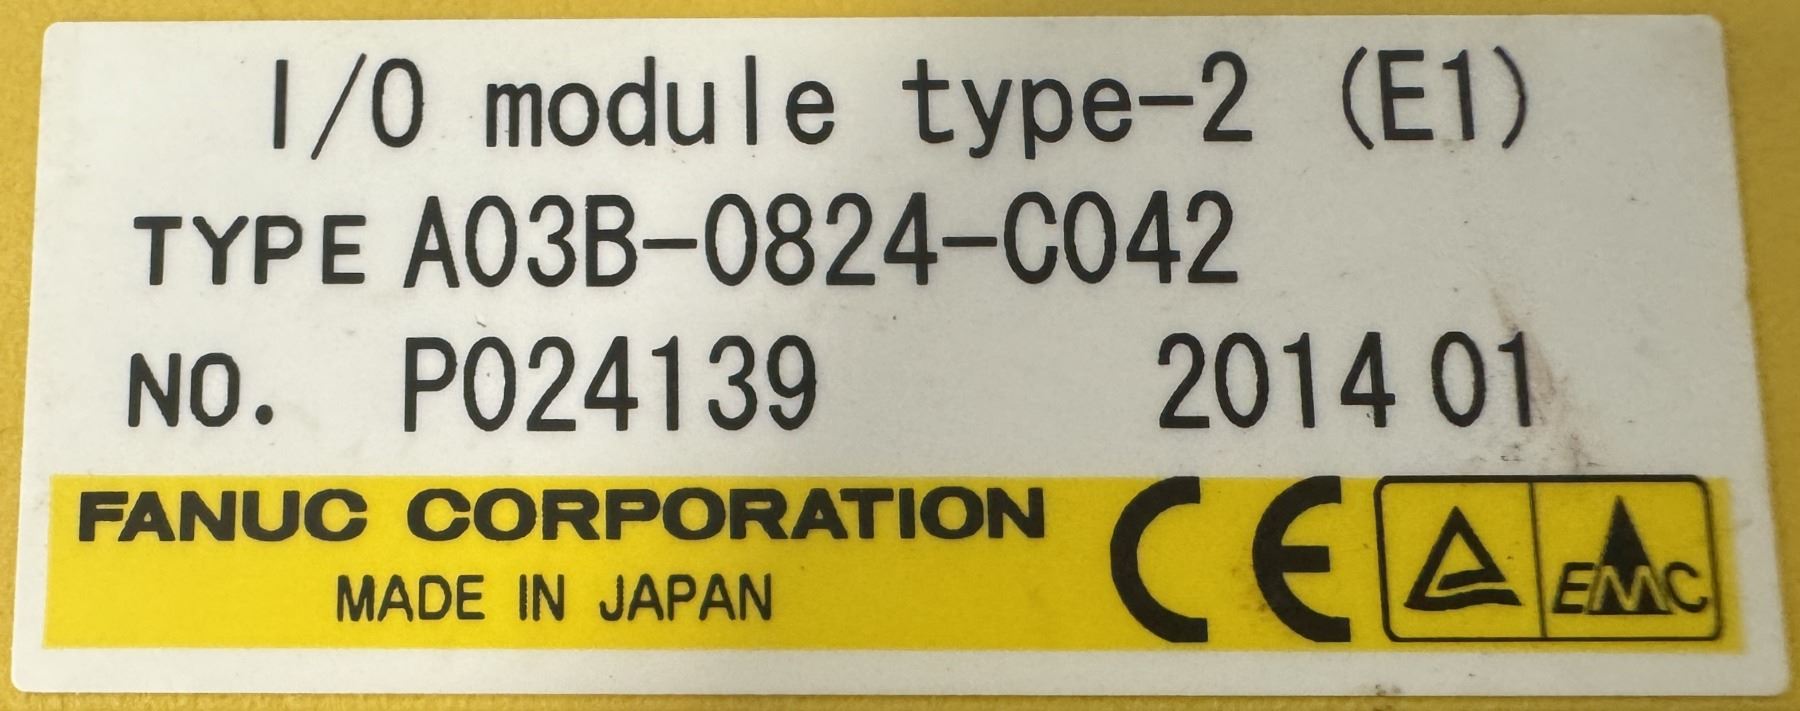 I/O module type-2 (E1)
TYPE A03B-0824-C042
NO. P024139 2014 01
FANUC CORPORATION CE
MADE IN JAPAN EMC